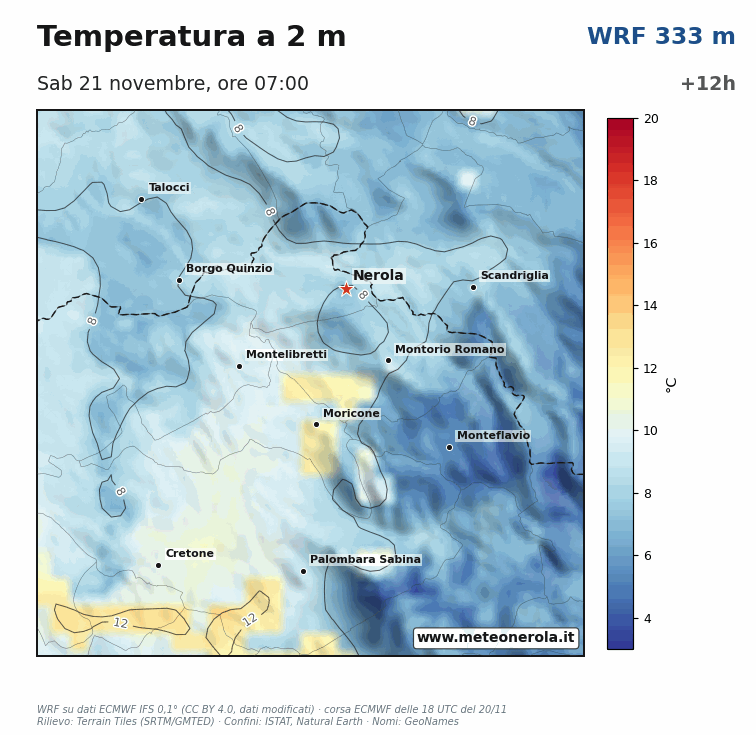 Temperatura a 2 m
WRF 333 m
Sab 21 novembre, ore 07:00
+12h
8
8
Talocci
8
Borgo Quinzio
Nerola
Scandriglia
8
8
Montelibretti
Montorio Romano
Moricone
Monteflavio
8
Cretone
Palombara Sabina
12
12
www.meteonerola.it
20
18
16
14
12
10
8
6
4
°C
WRF su dati ECMWF IFS 0,1° (CC BY 4.0, dati modificati) · corsa ECMWF delle 18 UTC del 20/11
Rilievo: Terrain Tiles (SRTM/GMTED) · Confini: ISTAT, Natural Earth · Nomi: GeoNames